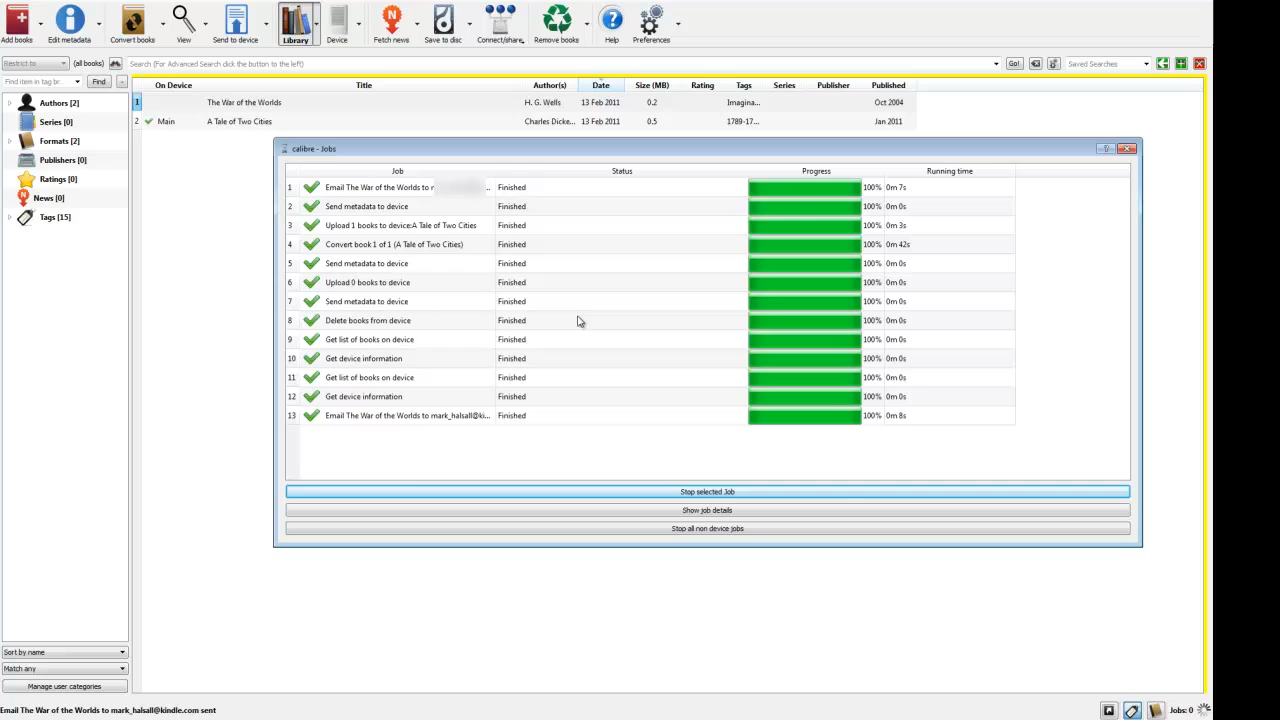 Add books Edit metadata Convert books View Send to device Library Device Fetch news Save to disc Connect/share Remove books Help Preferences
Restrict to (all books) Search (For Advanced Search click the button to the left) Go! Saved Searches
Find item in tag br... Find
On Device Title Author(s) Date Size (MB) Rating Tags Series Publisher Published
1 The War of the Worlds H. G. Wells 13 Feb 2011 0.2 Imagina... Oct 2004
2 Main A Tale of Two Cities Charles Dicke... 13 Feb 2011 0.5 1789-17... Jan 2011
Authors [2]
Series [0]
Formats [2]
Publishers [0]
Ratings [0]
News [0]
Tags [15]
calibre - Jobs
Job Status Progress Running time
1 Email The War of the Worlds to .. Finished 100% 0m 7s
2 Send metadata to device Finished 100% 0m 0s
3 Upload 1 books to device:A Tale of Two Cities Finished 100% 0m 3s
4 Convert book 1 of 1 (A Tale of Two Cities) Finished 100% 0m 42s
5 Send metadata to device Finished 100% 0m 0s
6 Upload 0 books to device Finished 100% 0m 0s
7 Send metadata to device Finished 100% 0m 0s
8 Delete books from device Finished 100% 0m 0s
9 Get list of books on device Finished 100% 0m 0s
10 Get device information Finished 100% 0m 0s
11 Get list of books on device Finished 100% 0m 0s
12 Get device information Finished 100% 0m 0s
13 Email The War of the Worlds to mark_halsall@ki... Finished 100% 0m 8s
Stop selected Job
Show job details
Stop all non device jobs
Sort by name
Match any
Manage user categories
Email The War of the Worlds to mark_halsall@kindle.com sent
Jobs: 0